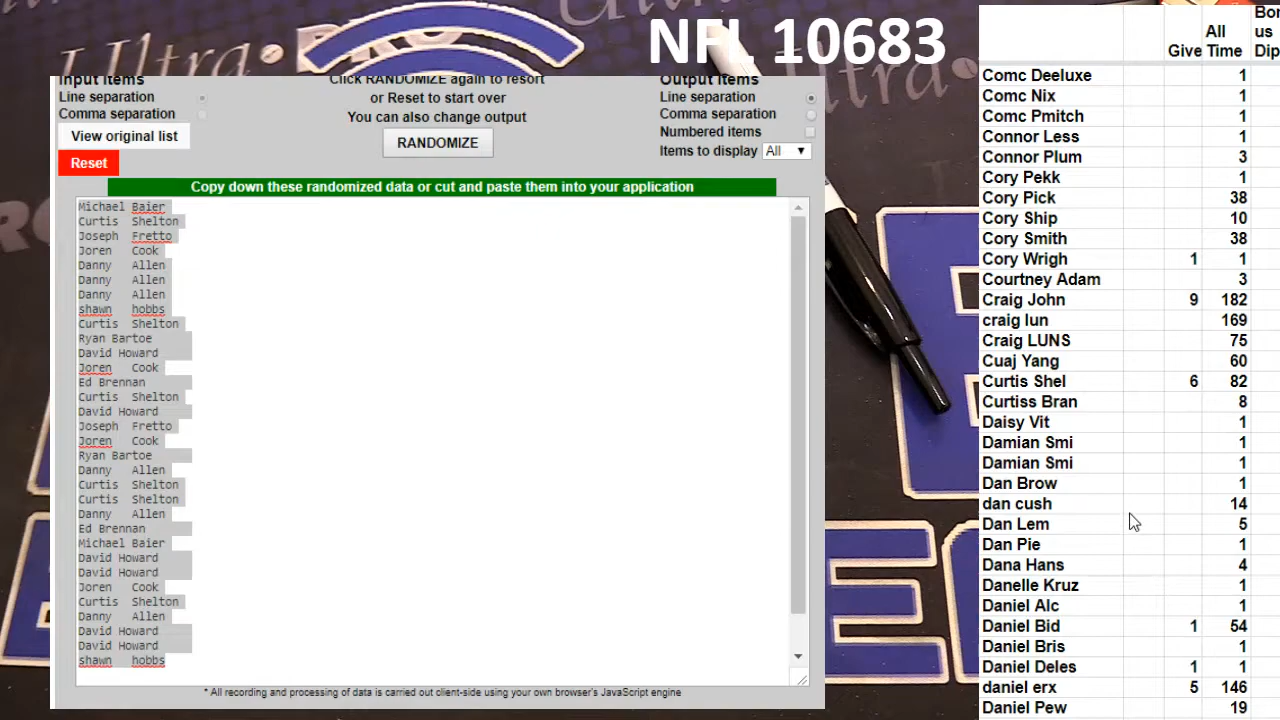 NFL 10683
Input Items
Line separation
Comma separation
View original list
Reset
Click RANDOMIZE again to resort
or Reset to start over
You can also change output
RANDOMIZE
Output Items
Line separation
Comma separation
Numbered items
Items to display All
Copy down these randomized data or cut and paste them into your application
Michael Baier
Curtis Shelton
Joseph Fretto
Joren Cook
Danny Allen
Danny Allen
Danny Allen
shawn hobbs
Curtis Shelton
Ryan Bartoe
David Howard
Joren Cook
Ed Brennan
Curtis Shelton
David Howard
Joseph Fretto
Joren Cook
Ryan Bartoe
Danny Allen
Curtis Shelton
Curtis Shelton
Danny Allen
Ed Brennan
Michael Baier
David Howard
David Howard
Joren Cook
Curtis Shelton
Danny Allen
David Howard
David Howard
shawn hobbs
* All recording and processing of data is carried out client-side using your own browser's JavaScript engine
Give All Time Bon us Dip
Comc Deeluxe 1
Comc Nix 1
Comc Pmitch 1
Connor Less 1
Connor Plum 3
Cory Pekk 1
Cory Pick 38
Cory Ship 10
Cory Smith 38
Cory Wrigh 1 1
Courtney Adam 3
Craig John 9 182
craig lun 169
Craig LUNS 75
Cuaj Yang 60
Curtis Shel 6 82
Curtiss Bran 8
Daisy Vit 1
Damian Smi 1
Damian Smi 1
Dan Brow 1
dan cush 14
Dan Lem 5
Dan Pie 1
Dana Hans 4
Danelle Kruz 1
Daniel Alc 1
Daniel Bid 1 54
Daniel Bris 1
Daniel Deles 1 1
daniel erx 5 146
Daniel Pew 19